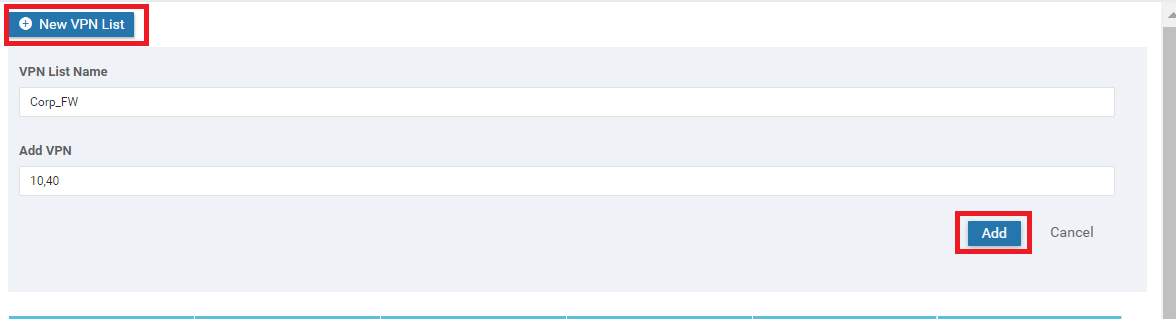 New VPN List
VPN List Name
Corp_FW
Add VPN
10,40
Add Cancel